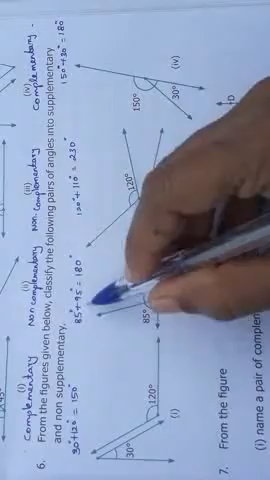 (i) (ii) (iii) (iv)
Complementary Non complementary Non. complementary Complementary.
6. From the figures given below, classify the following pairs of angles into supplementary
and non supplementary.
30°+120° = 150° 85°+95° = 180° 120°+110° = 230° 150°+30° = 180°
30° 120° 85° 120° 150° 30°
(i) (iv)
D
7. From the figure
(i) name a pair of complem